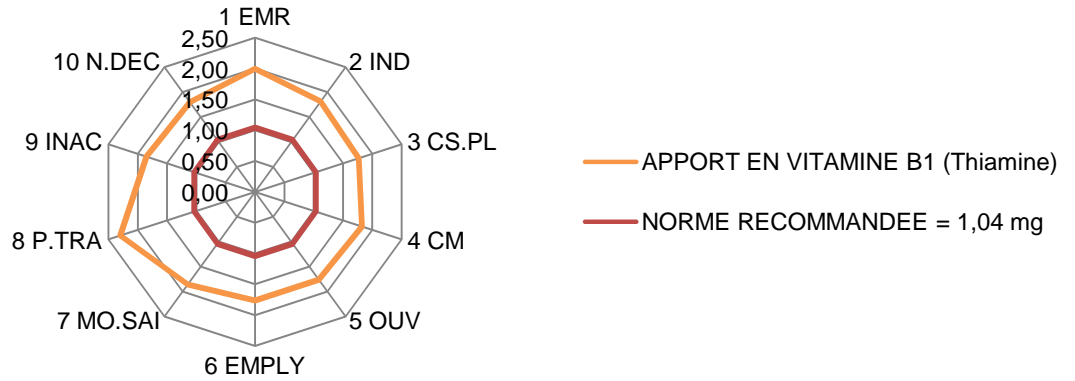 1 EMR
2,50
10 N.DEC
2 IND
2,00
1,50
1,00
9 INAC
3 CS.PL
0,50
0,00
8 P.TRA
4 CM
7 MO.SAI
5 OUV
6 EMPLY
APPORT EN VITAMINE B1 (Thiamine)
NORME RECOMMANDEE = 1,04 mg